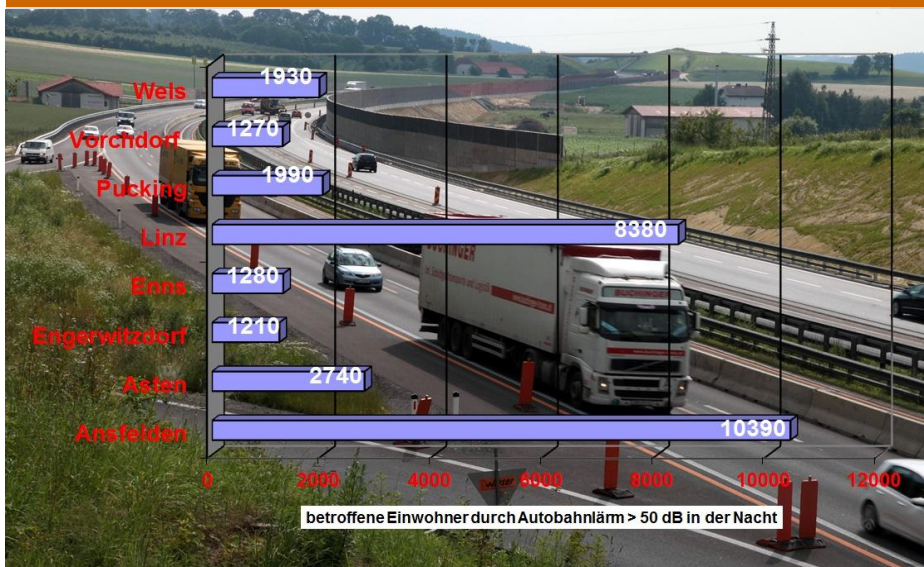 Wels 1930
Vorchdorf 1270
Pucking 1990
Linz 8380
Enns 1280
Engerwitzdorf 1210
Asten 2740
Ansfelden 10390
0 2000 4000 6000 8000 10000 12000
betroffene Einwohner durch Autobahnlärm > 50 dB in der Nacht
BUCHINGER